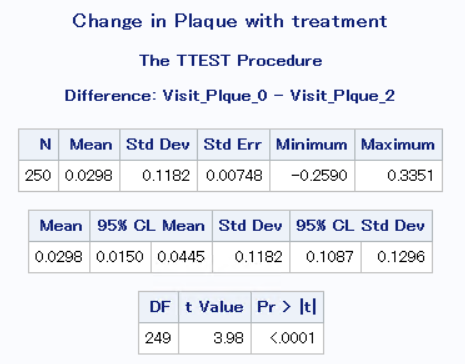 Change in Plaque with treatment
The TTEST Procedure
Difference: Visit_Plque_0 - Visit_Plque_2
N Mean Std Dev Std Err Minimum Maximum
250 0.0298 0.1182 0.00748 -0.2590 0.3351
Mean 95% CL Mean Std Dev 95% CL Std Dev
0.0298 0.0150 0.0445 0.1182 0.1087 0.1296
DF t Value Pr > |t|
249 3.98 <.0001